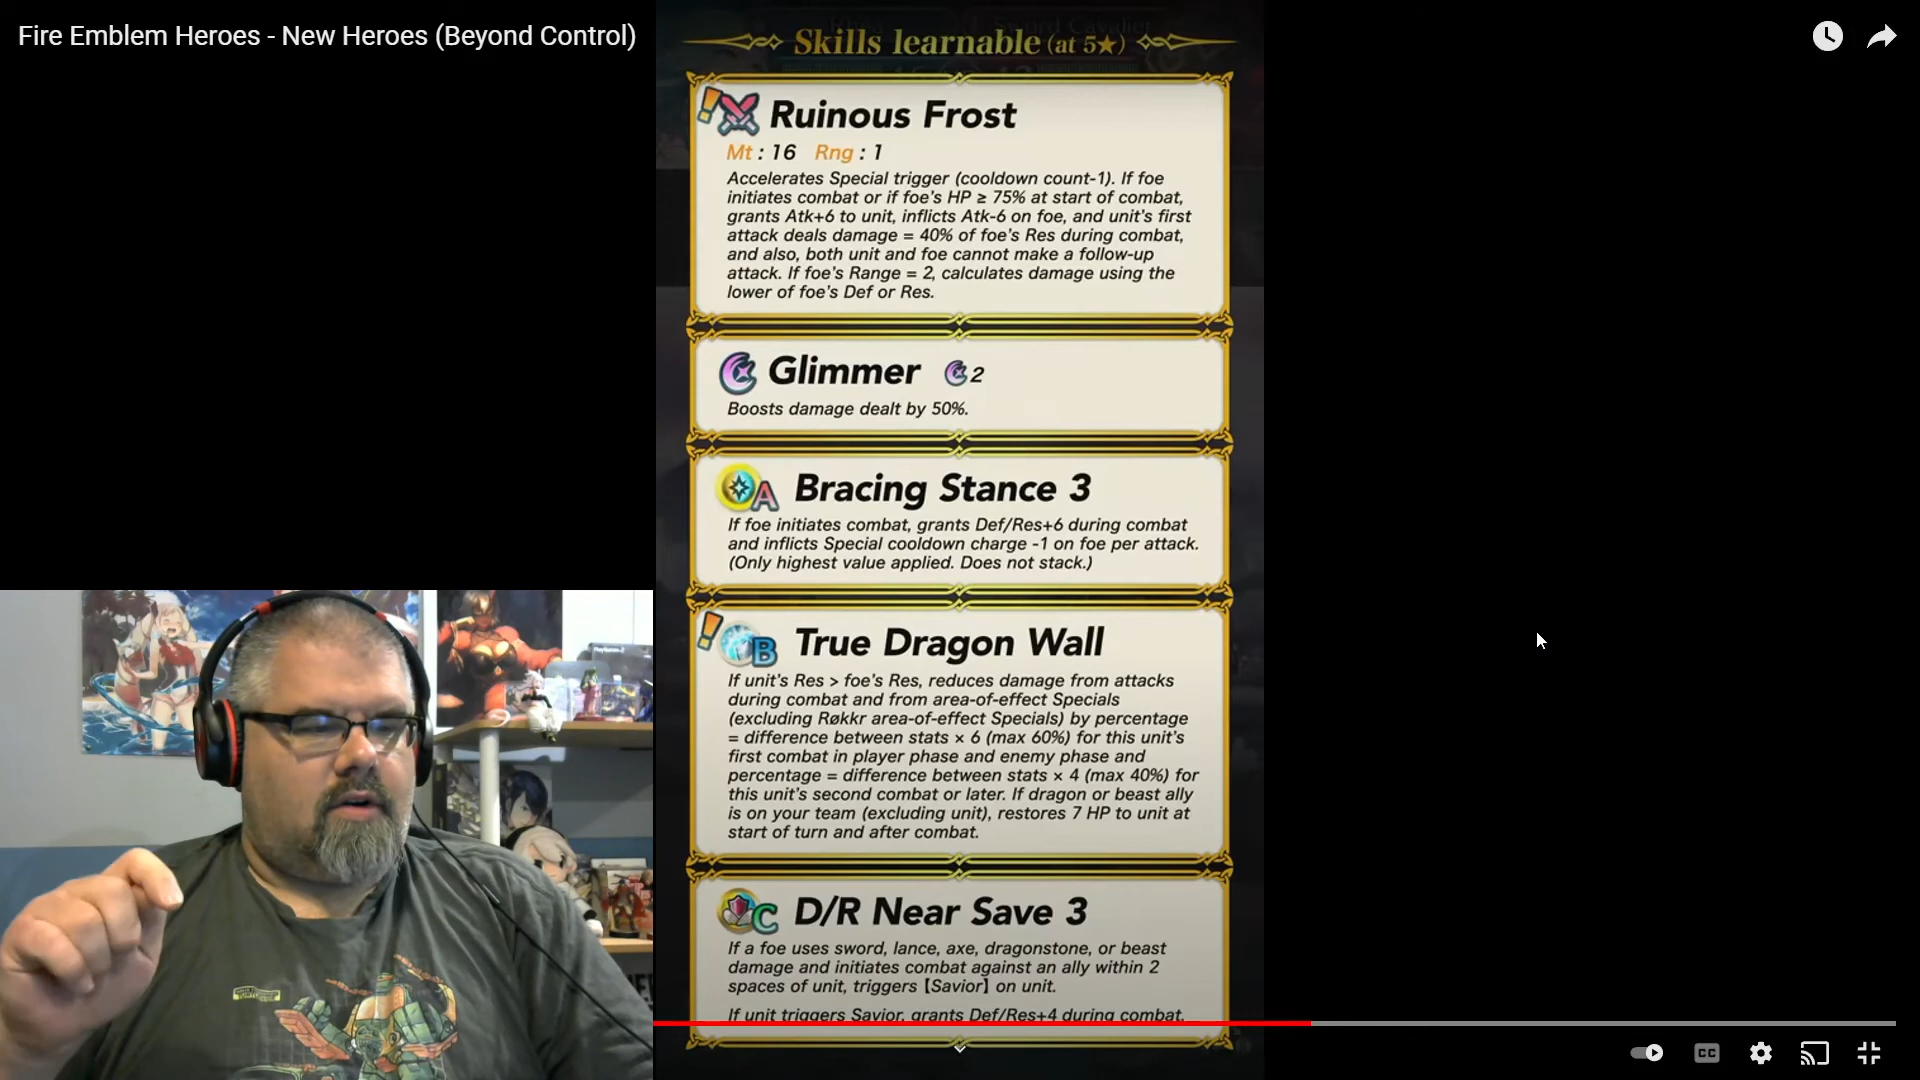 Fire Emblem Heroes - New Heroes (Beyond Control)
Skills learnable (at 5★)
Ruinous Frost
Mt : 16 Rng : 1
Accelerates Special trigger (cooldown count-1). If foe
initiates combat or if foe's HP ≥ 75% at start of combat,
grants Atk+6 to unit, inflicts Atk-6 on foe, and unit's first
attack deals damage = 40% of foe's Res during combat,
and also, both unit and foe cannot make a follow-up
attack. If foe's Range = 2, calculates damage using the
lower of foe's Def or Res.
Glimmer 2
Boosts damage dealt by 50%.
A Bracing Stance 3
If foe initiates combat, grants Def/Res+6 during combat
and inflicts Special cooldown charge -1 on foe per attack.
(Only highest value applied. Does not stack.)
B True Dragon Wall
If unit's Res > foe's Res, reduces damage from attacks
during combat and from area-of-effect Specials
(excluding Røkkr area-of-effect Specials) by percentage
= difference between stats × 6 (max 60%) for this unit's
first combat in player phase and enemy phase and
percentage = difference between stats × 4 (max 40%) for
this unit's second combat or later. If dragon or beast ally
is on your team (excluding unit), restores 7 HP to unit at
start of turn and after combat.
C D/R Near Save 3
If a foe uses sword, lance, axe, dragonstone, or beast
damage and initiates combat against an ally within 2
spaces of unit, triggers【Savior】on unit.
If unit triggers Savior, grants Def/Res+4 during combat,
CC